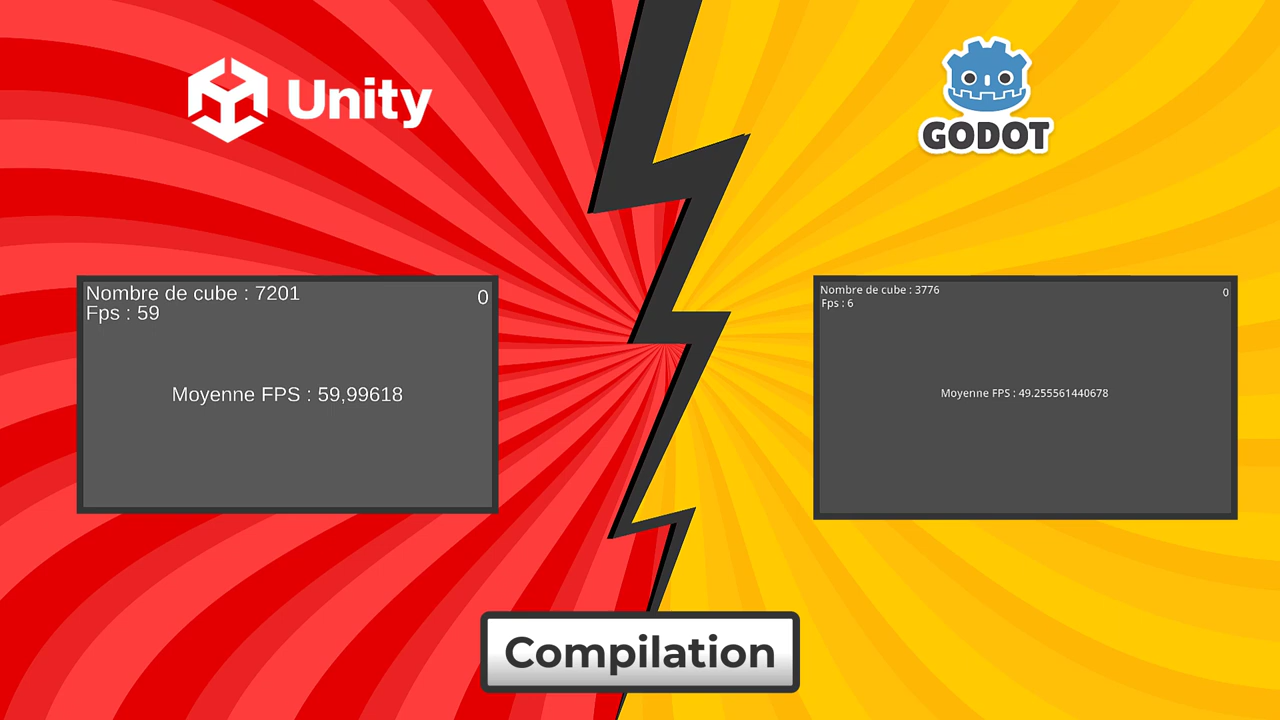 Unity
GODOT
Nombre de cube : 7201
0
Fps : 59
Moyenne FPS : 59,99618
Nombre de cube : 3776
0
Fps : 6
Moyenne FPS : 49.255561440678
Compilation